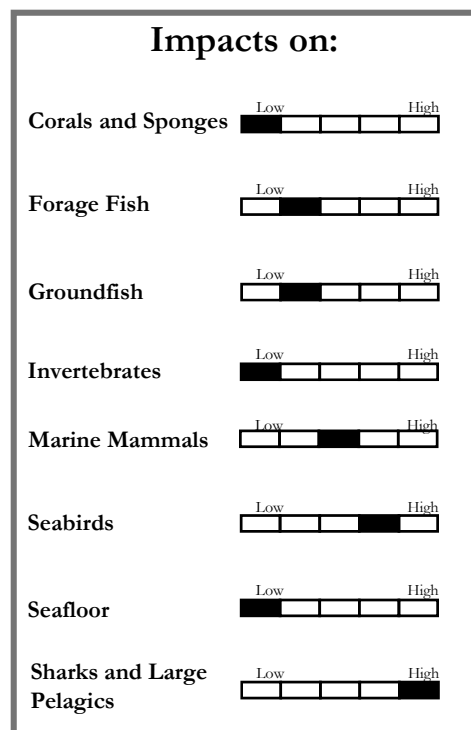 Impacts on:
Low High
Corals and Sponges
Low High
Forage Fish
Low High
Groundfish
Low High
Invertebrates
Low High
Marine Mammals
Low High
Seabirds
Low High
Seafloor
Sharks and Large Low High
Pelagics